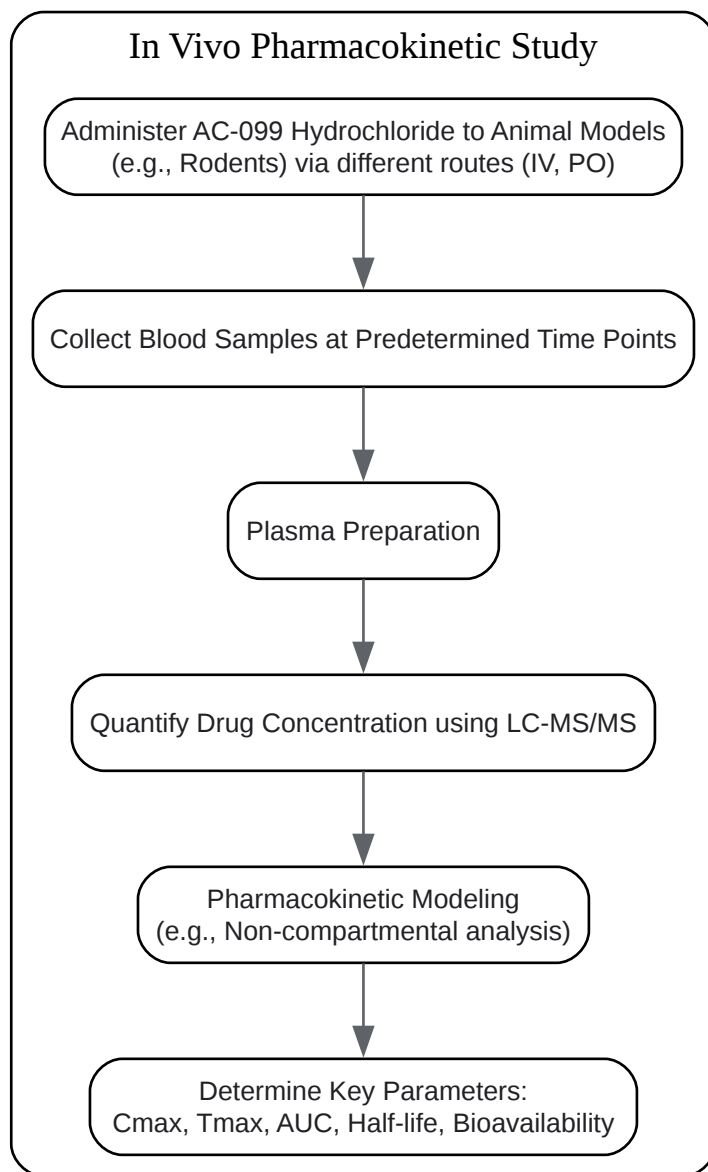 In Vivo Pharmacokinetic Study
Administer AC-099 Hydrochloride to Animal Models
(e.g., Rodents) via different routes (IV, PO)
Collect Blood Samples at Predetermined Time Points
Plasma Preparation
Quantify Drug Concentration using LC-MS/MS
Pharmacokinetic Modeling
(e.g., Non-compartmental analysis)
Determine Key Parameters:
Cmax, Tmax, AUC, Half-life, Bioavailability